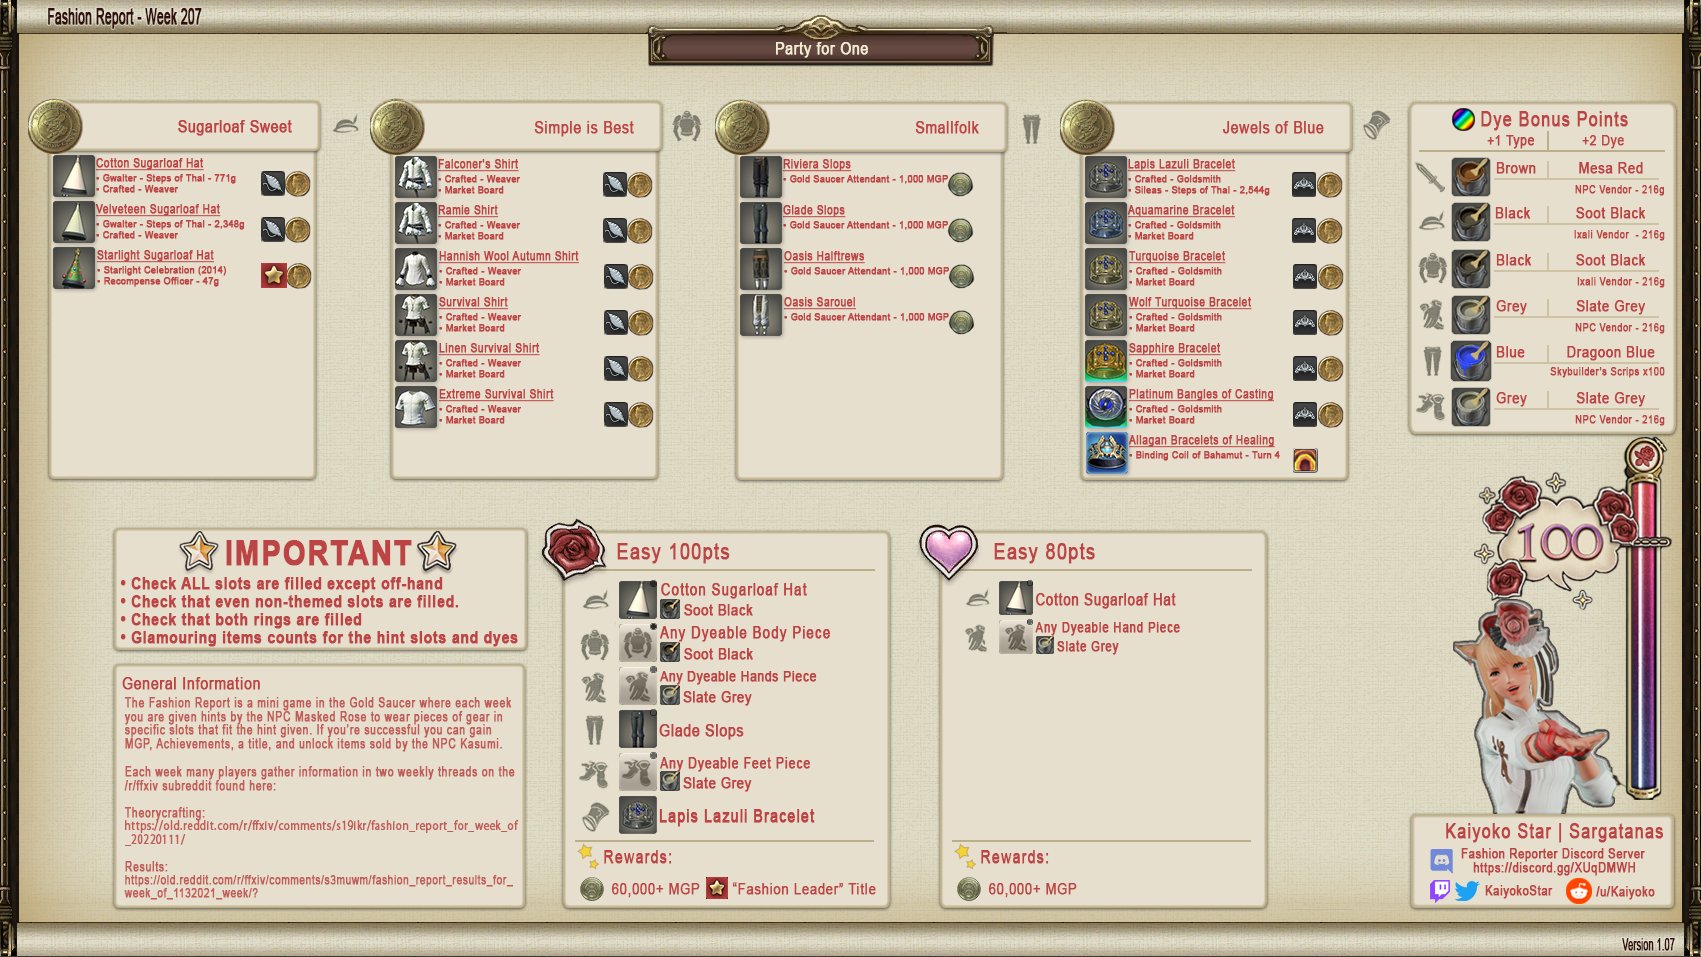 Fashion Report - Week 207
Party for One
Sugarloaf Sweet
Cotton Sugarloaf Hat
• Gwalter - Steps of Thal - 771g
• Crafted - Weaver
Velveteen Sugarloaf Hat
• Gwalter - Steps of Thal - 2,348g
• Crafted - Weaver
Starlight Sugarloaf Hat
• Starlight Celebration (2014)
• Recompense Officer - 47g
Simple is Best
Falconer's Shirt
• Crafted - Weaver
• Market Board
Ramie Shirt
• Crafted - Weaver
• Market Board
Hannish Wool Autumn Shirt
• Crafted - Weaver
• Market Board
Survival Shirt
• Crafted - Weaver
• Market Board
Linen Survival Shirt
• Crafted - Weaver
• Market Board
Extreme Survival Shirt
• Crafted - Weaver
• Market Board
Smallfolk
Riviera Slops
• Gold Saucer Attendant - 1,000 MGP
Glade Slops
• Gold Saucer Attendant - 1,000 MGP
Oasis Halftrews
• Gold Saucer Attendant - 1,000 MGP
Oasis Sarouel
• Gold Saucer Attendant - 1,000 MGP
Jewels of Blue
Lapis Lazuli Bracelet
• Crafted - Goldsmith
• Sileas - Steps of Thal - 2,544g
Aquamarine Bracelet
• Crafted - Goldsmith
• Market Board
Turquoise Bracelet
• Crafted - Goldsmith
• Market Board
Wolf Turquoise Bracelet
• Crafted - Goldsmith
• Market Board
Sapphire Bracelet
• Crafted - Goldsmith
• Market Board
Platinum Bangles of Casting
• Crafted - Goldsmith
• Market Board
Allagan Bracelets of Healing
• Binding Coil of Bahamut - Turn 4
Dye Bonus Points
+1 Type +2 Dye
Brown Mesa Red
NPC Vendor - 216g
Black Soot Black
Ixali Vendor - 216g
Black Soot Black
Ixali Vendor - 216g
Grey Slate Grey
NPC Vendor - 216g
Blue Dragoon Blue
Skybuilder's Scrips x100
Grey Slate Grey
NPC Vendor - 216g
IMPORTANT
• Check ALL slots are filled except off-hand
• Check that even non-themed slots are filled.
• Check that both rings are filled
• Glamouring items counts for the hint slots and dyes
General Information
The Fashion Report is a mini game in the Gold Saucer where each week
you are given hints by the NPC Masked Rose to wear pieces of gear in
specific slots that fit the hint given. If you're successful you can gain
MGP, Achievements, a title, and unlock items sold by the NPC Kasumi.
Each week many players gather information in two weekly threads on the
/r/ffxiv subreddit found here:
Theorycrafting:
https://old.reddit.com/r/ffxiv/comments/s19ikr/fashion_report_for_week_of
_20220111/
Results:
https://old.reddit.com/r/ffxiv/comments/s3muwm/fashion_report_results_for_
week_of_1132021_week/?
Easy 100pts
Cotton Sugarloaf Hat
Soot Black
Any Dyeable Body Piece
Soot Black
Any Dyeable Hands Piece
Slate Grey
Glade Slops
Any Dyeable Feet Piece
Slate Grey
Lapis Lazuli Bracelet
Rewards:
60,000+ MGP "Fashion Leader" Title
Easy 80pts
Cotton Sugarloaf Hat
Any Dyeable Hand Piece
Slate Grey
Rewards:
60,000+ MGP
100
Kaiyoko Star | Sargatanas
Fashion Reporter Discord Server
https://discord.gg/XUqDMWH
KaiyokoStar /u/Kaiyoko
Version 1.07